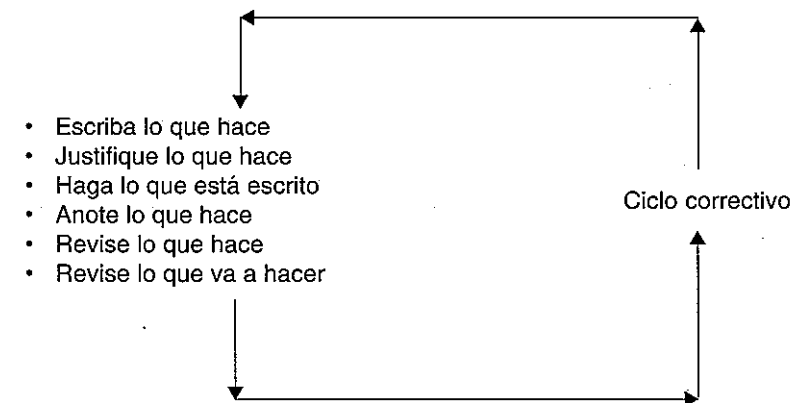 • Escriba lo que hace
• Justifique lo que hace
• Haga lo que está escrito
• Anote lo que hace
• Revise lo que hace
• Revise lo que va a hacer
Ciclo correctivo